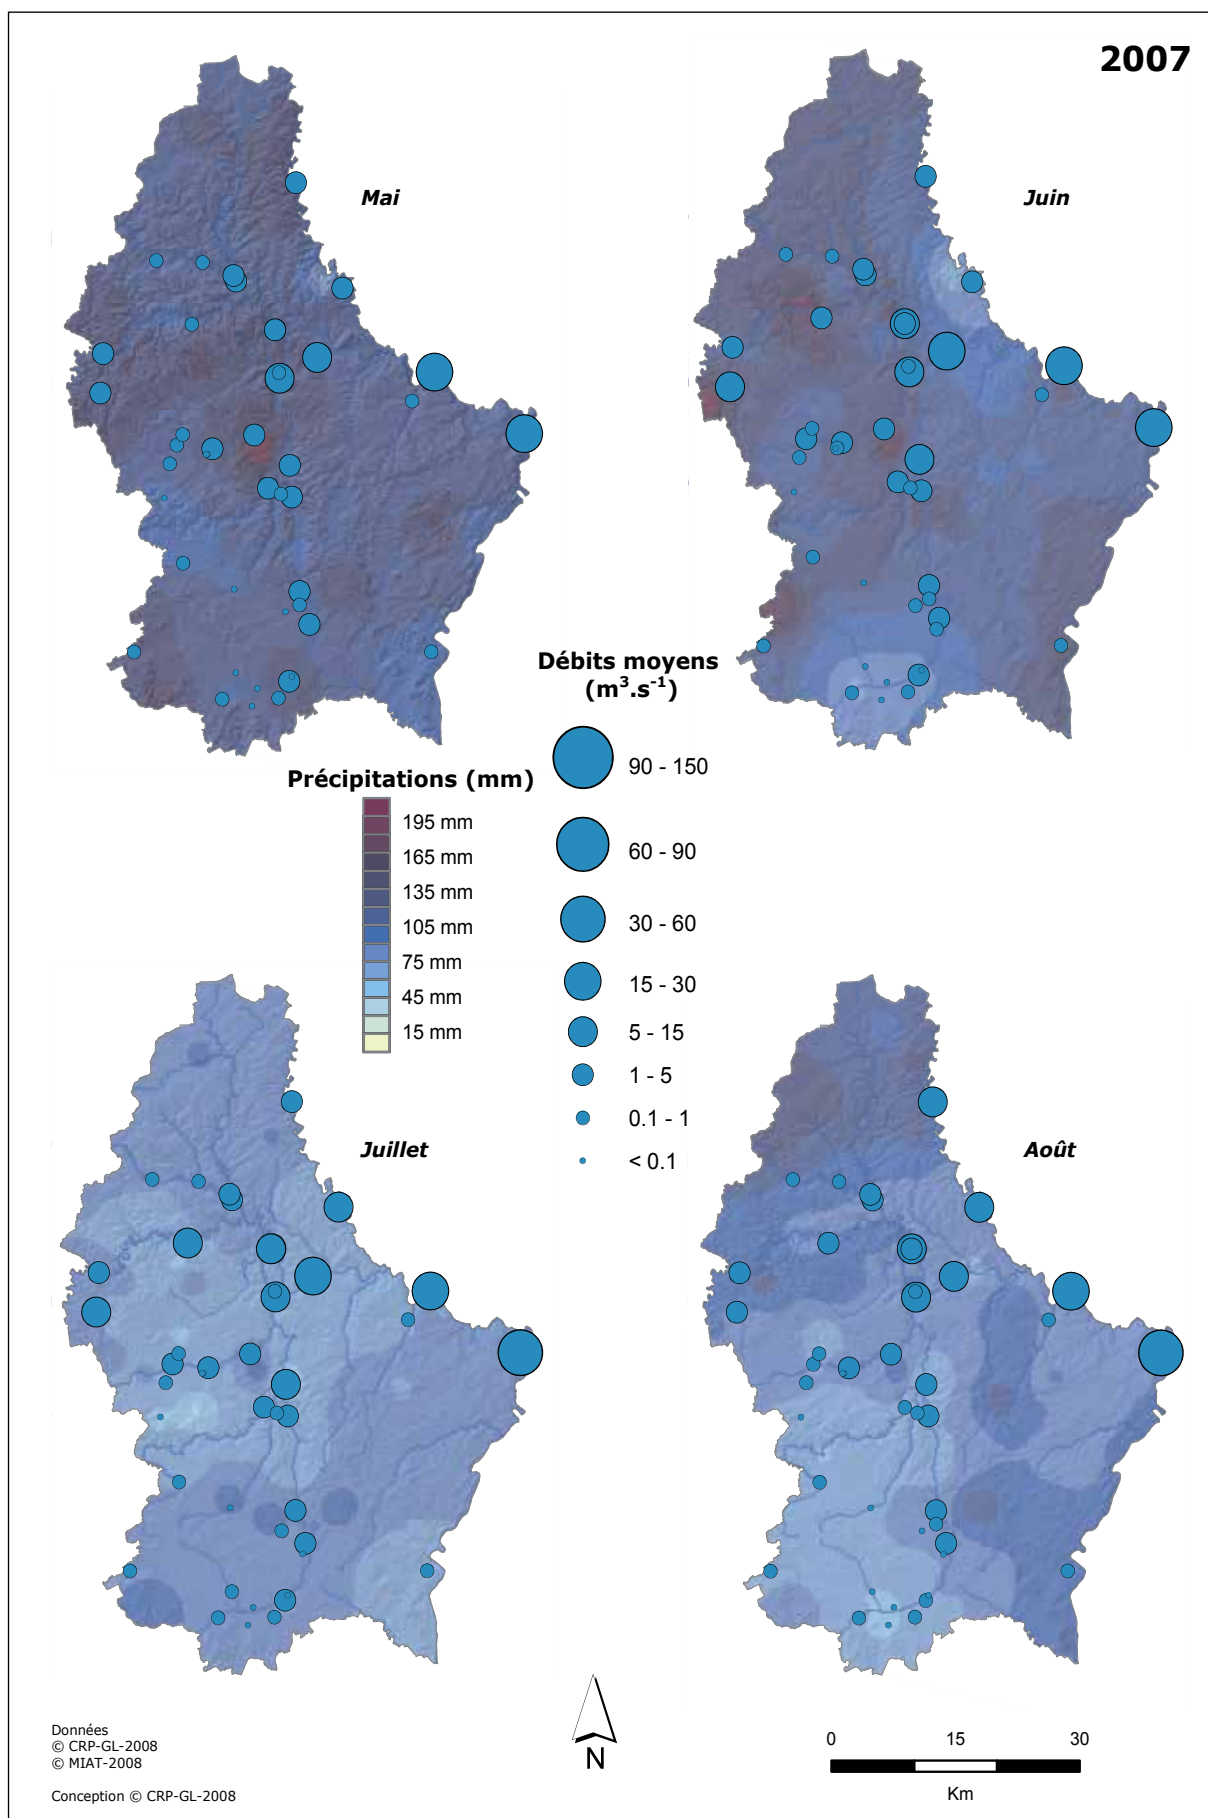 2007
Mai
Juin
Débits moyens
(m³.s⁻¹)
90 - 150
60 - 90
30 - 60
15 - 30
5 - 15
1 - 5
0.1 - 1
< 0.1
Précipitations (mm)
195 mm
165 mm
135 mm
105 mm
75 mm
45 mm
15 mm
Juillet
Août
Données
© CRP-GL-2008
© MIAT-2008
Conception © CRP-GL-2008
N
0 15 30
Km